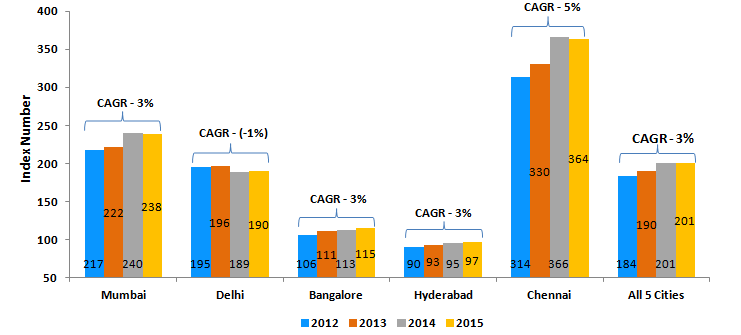 CAGR - 5%
400
350
300
250
200
150
100
50
Index Number
CAGR - 3%
CAGR - (-1%)
CAGR - 3%
CAGR - 3%
CAGR - 3%
217 222 240 238
195 196 189 190
106 111 113 115
90 93 95 97
314 330 366 364
184 190 201 201
Mumbai Delhi Bangalore Hyderabad Chennai All 5 Cities
2012 2013 2014 2015